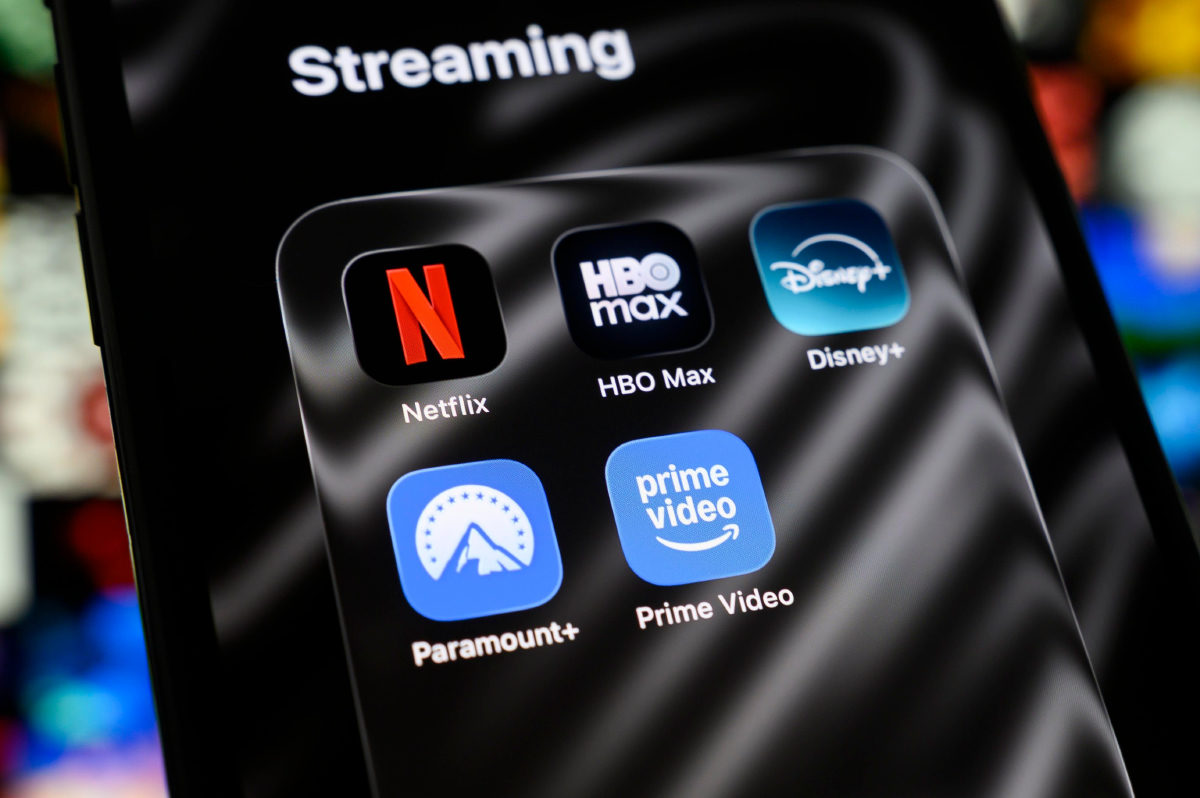 Streaming
N
HBO
max
Disney+
Netflix
HBO Max
Disney+
prime
video
Paramount+
Prime Video